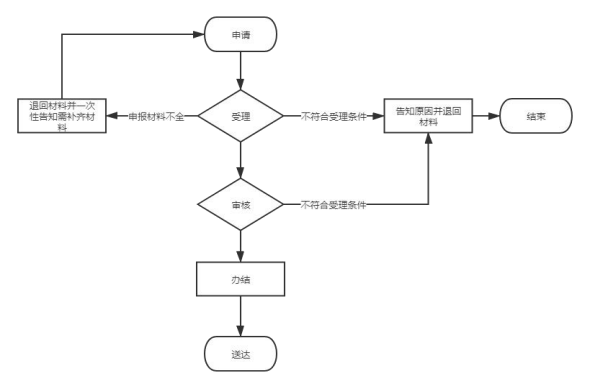 申请
退回材料并一次
性告知需补齐材
料
申报材料不全
受理
不符合受理条件
告知原因并退回
材料
结束
审核
不符合受理条件
办结
送达